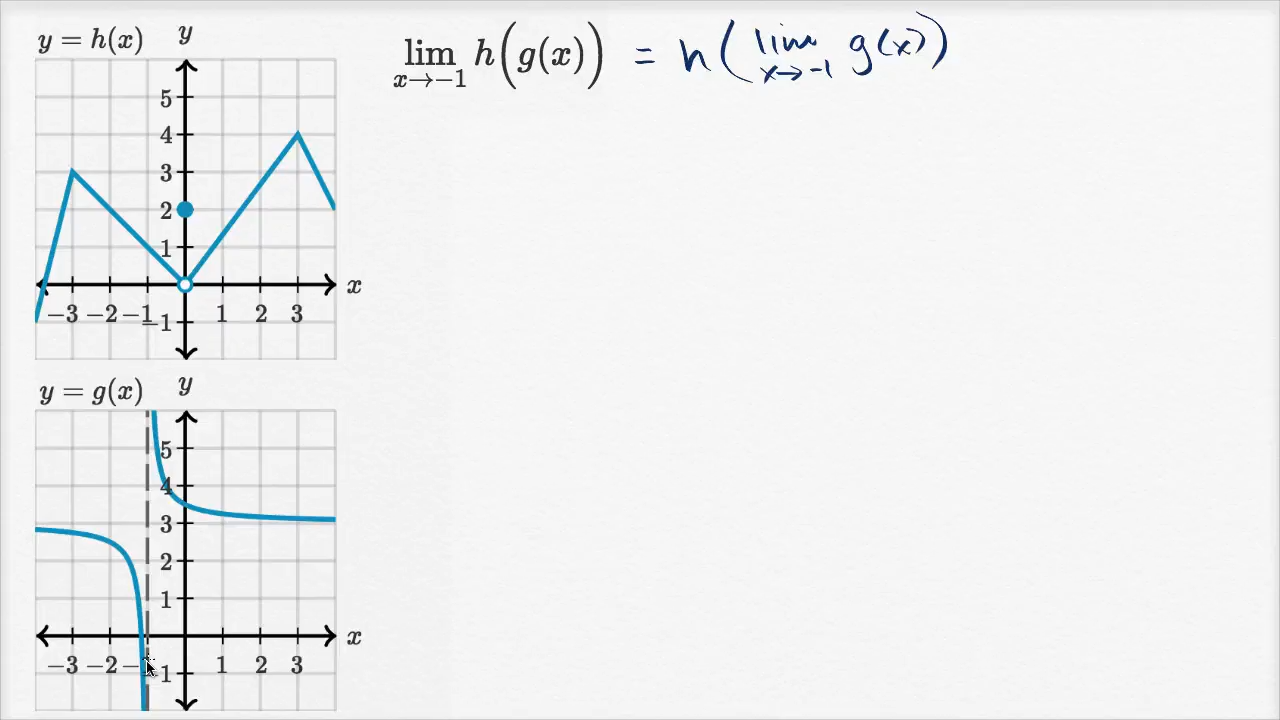 y = h(x)
y
lim x→−1 h(g(x)) = h(lim x→−1 g(x))
5
4
3
2
1
x
−3 −2 −1 1 2 3
−1
y = g(x)
y
5
4
3
2
1
x
−3 −2 − 1 2 3
1